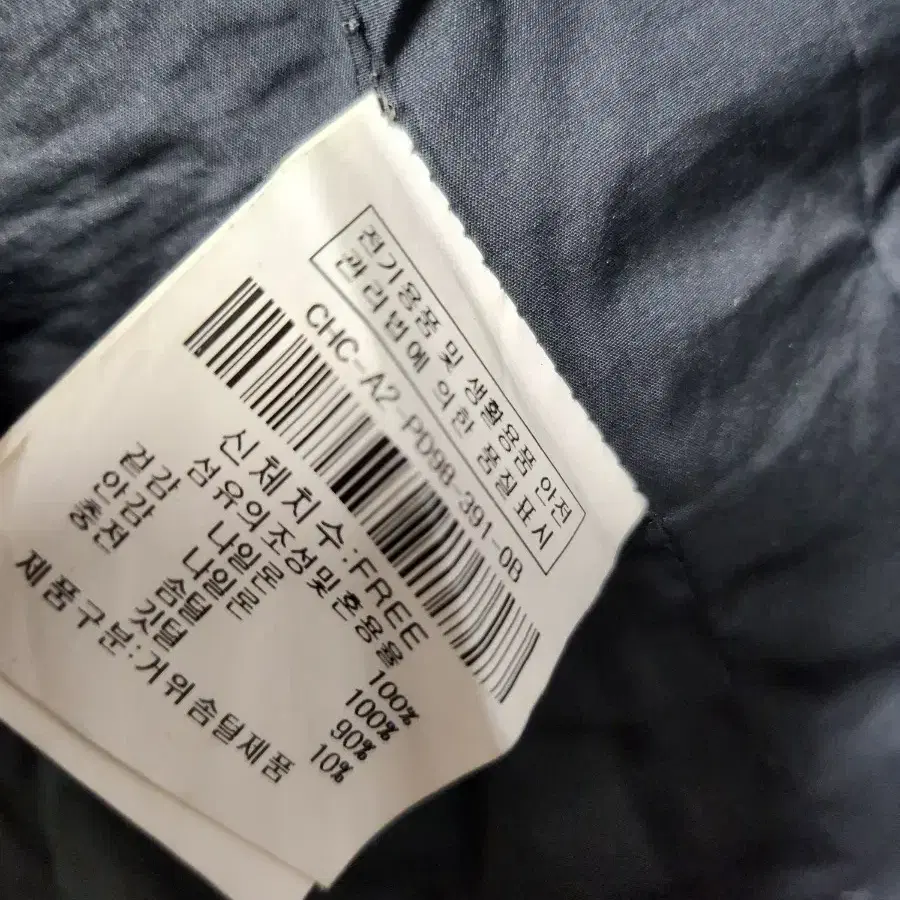 전기용품 및 생활용품 안전
관리법에 의한 품질표시
CHC-A2-PD98-391-08
신체치수:FREE
섬유의조성및혼용율
겉감 나일론 100%
안감 나일론 100%
충전 솜털 90%
깃털 10%
제품구분:거위솜털제품